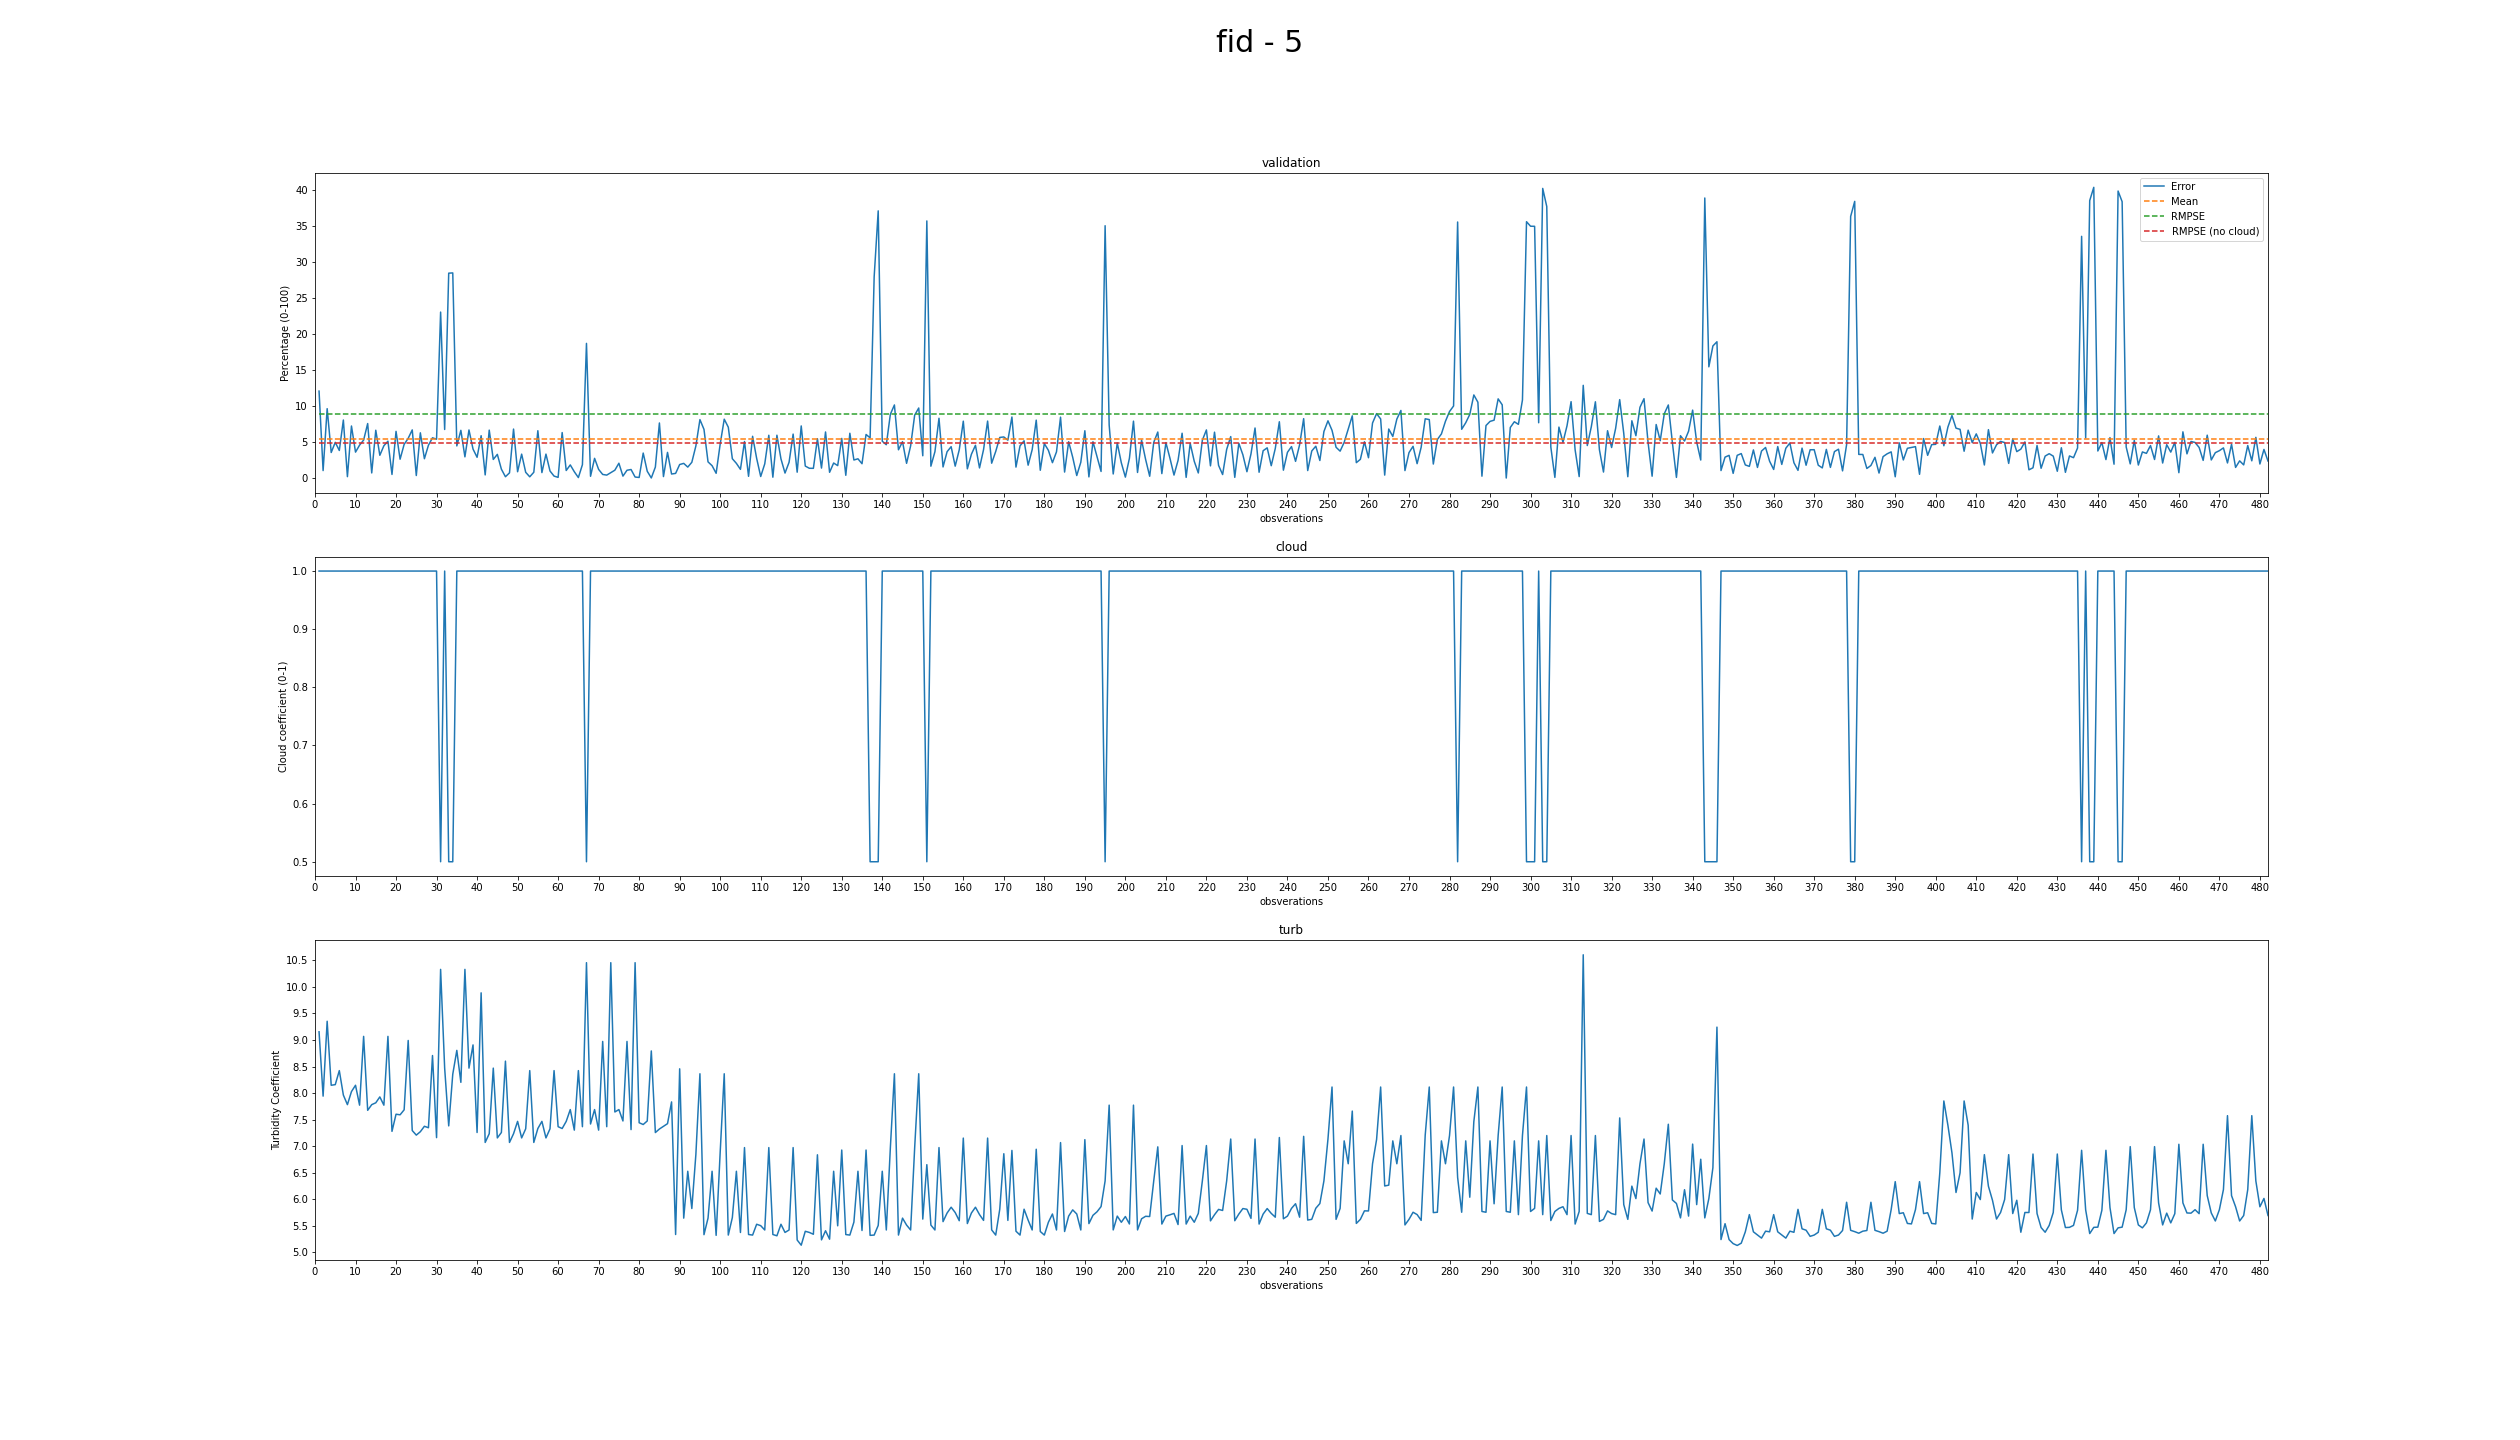 fid - 5
validation
Percentage (0-100)
40
35
30
25
20
15
10
5
0
Error
Mean
RMPSE
RMPSE (no cloud)
0 10 20 30 40 50 60 70 80 90 100 110 120 130 140 150 160 170 180 190 200 210 220 230 240 250 260 270 280 290 300 310 320 330 340 350 360 370 380 390 400 410 420 430 440 450 460 470 480
obsverations
cloud
Cloud coefficient (0-1)
1.0
0.9
0.8
0.7
0.6
0.5
0 10 20 30 40 50 60 70 80 90 100 110 120 130 140 150 160 170 180 190 200 210 220 230 240 250 260 270 280 290 300 310 320 330 340 350 360 370 380 390 400 410 420 430 440 450 460 470 480
obsverations
turb
Turbidity Coefficient
10.5
10.0
9.5
9.0
8.5
8.0
7.5
7.0
6.5
6.0
5.5
5.0
0 10 20 30 40 50 60 70 80 90 100 110 120 130 140 150 160 170 180 190 200 210 220 230 240 250 260 270 280 290 300 310 320 330 340 350 360 370 380 390 400 410 420 430 440 450 460 470 480
obsverations